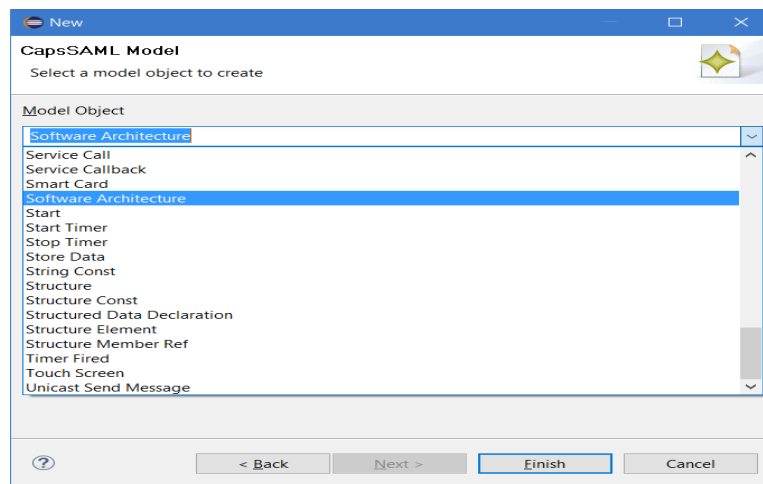 New
CapsSAML Model
Select a model object to create
Model Object
Software Architecture
Service Call
Service Callback
Smart Card
Software Architecture
Start
Start Timer
Stop Timer
Store Data
String Const
Structure
Structure Const
Structured Data Declaration
Structure Element
Structure Member Ref
Timer Fired
Touch Screen
Unicast Send Message
? < Back Next > Finish Cancel